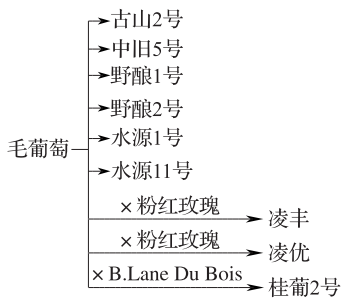 古山2号
中旧5号
野酿1号
野酿2号
水源1号
毛葡萄
水源11号
× 粉红玫瑰
凌丰
× 粉红玫瑰
凌优
× B.Lane Du Bois
桂葡2号